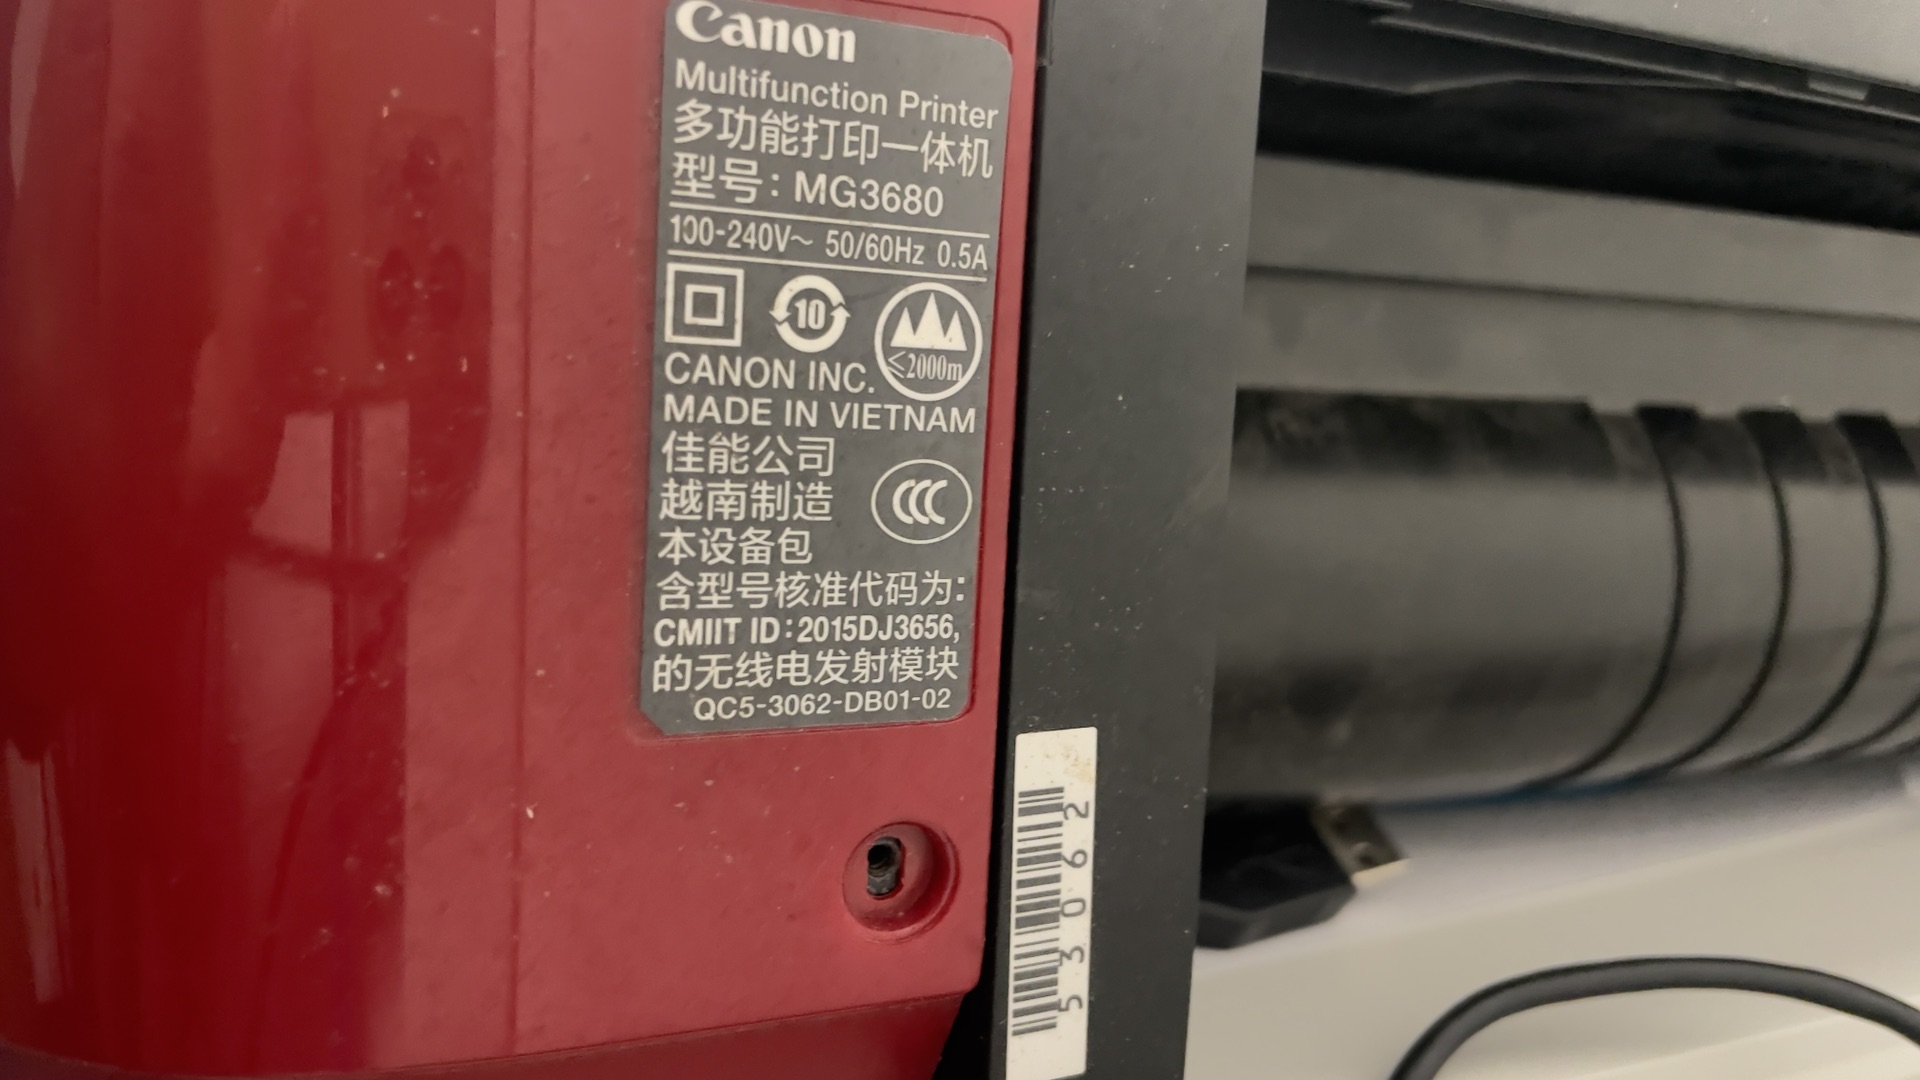 Canon
Multifunction Printer
多功能打印一体机
型号：MG3680
100-240V～ 50/60Hz 0.5A
10
≤2000m
CANON INC.
MADE IN VIETNAM
佳能公司
越南制造
CCC
本设备包
含型号核准代码为：
CMIIT ID：2015DJ3656,
的无线电发射模块
QC5-3062-DB01-02
53062